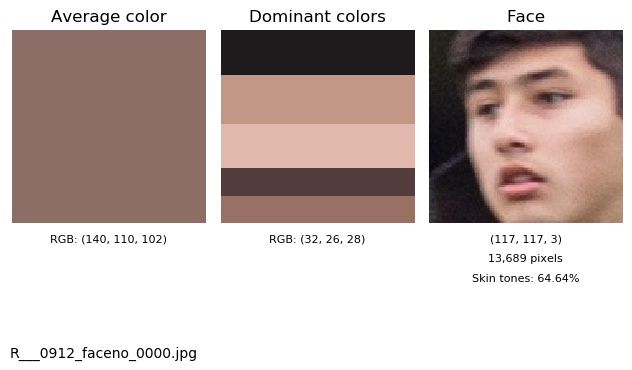 Average color
Dominant colors
Face
RGB: (140, 110, 102)
RGB: (32, 26, 28)
(117, 117, 3)
13,689 pixels
Skin tones: 64.64%
R___0912_faceno_0000.jpg